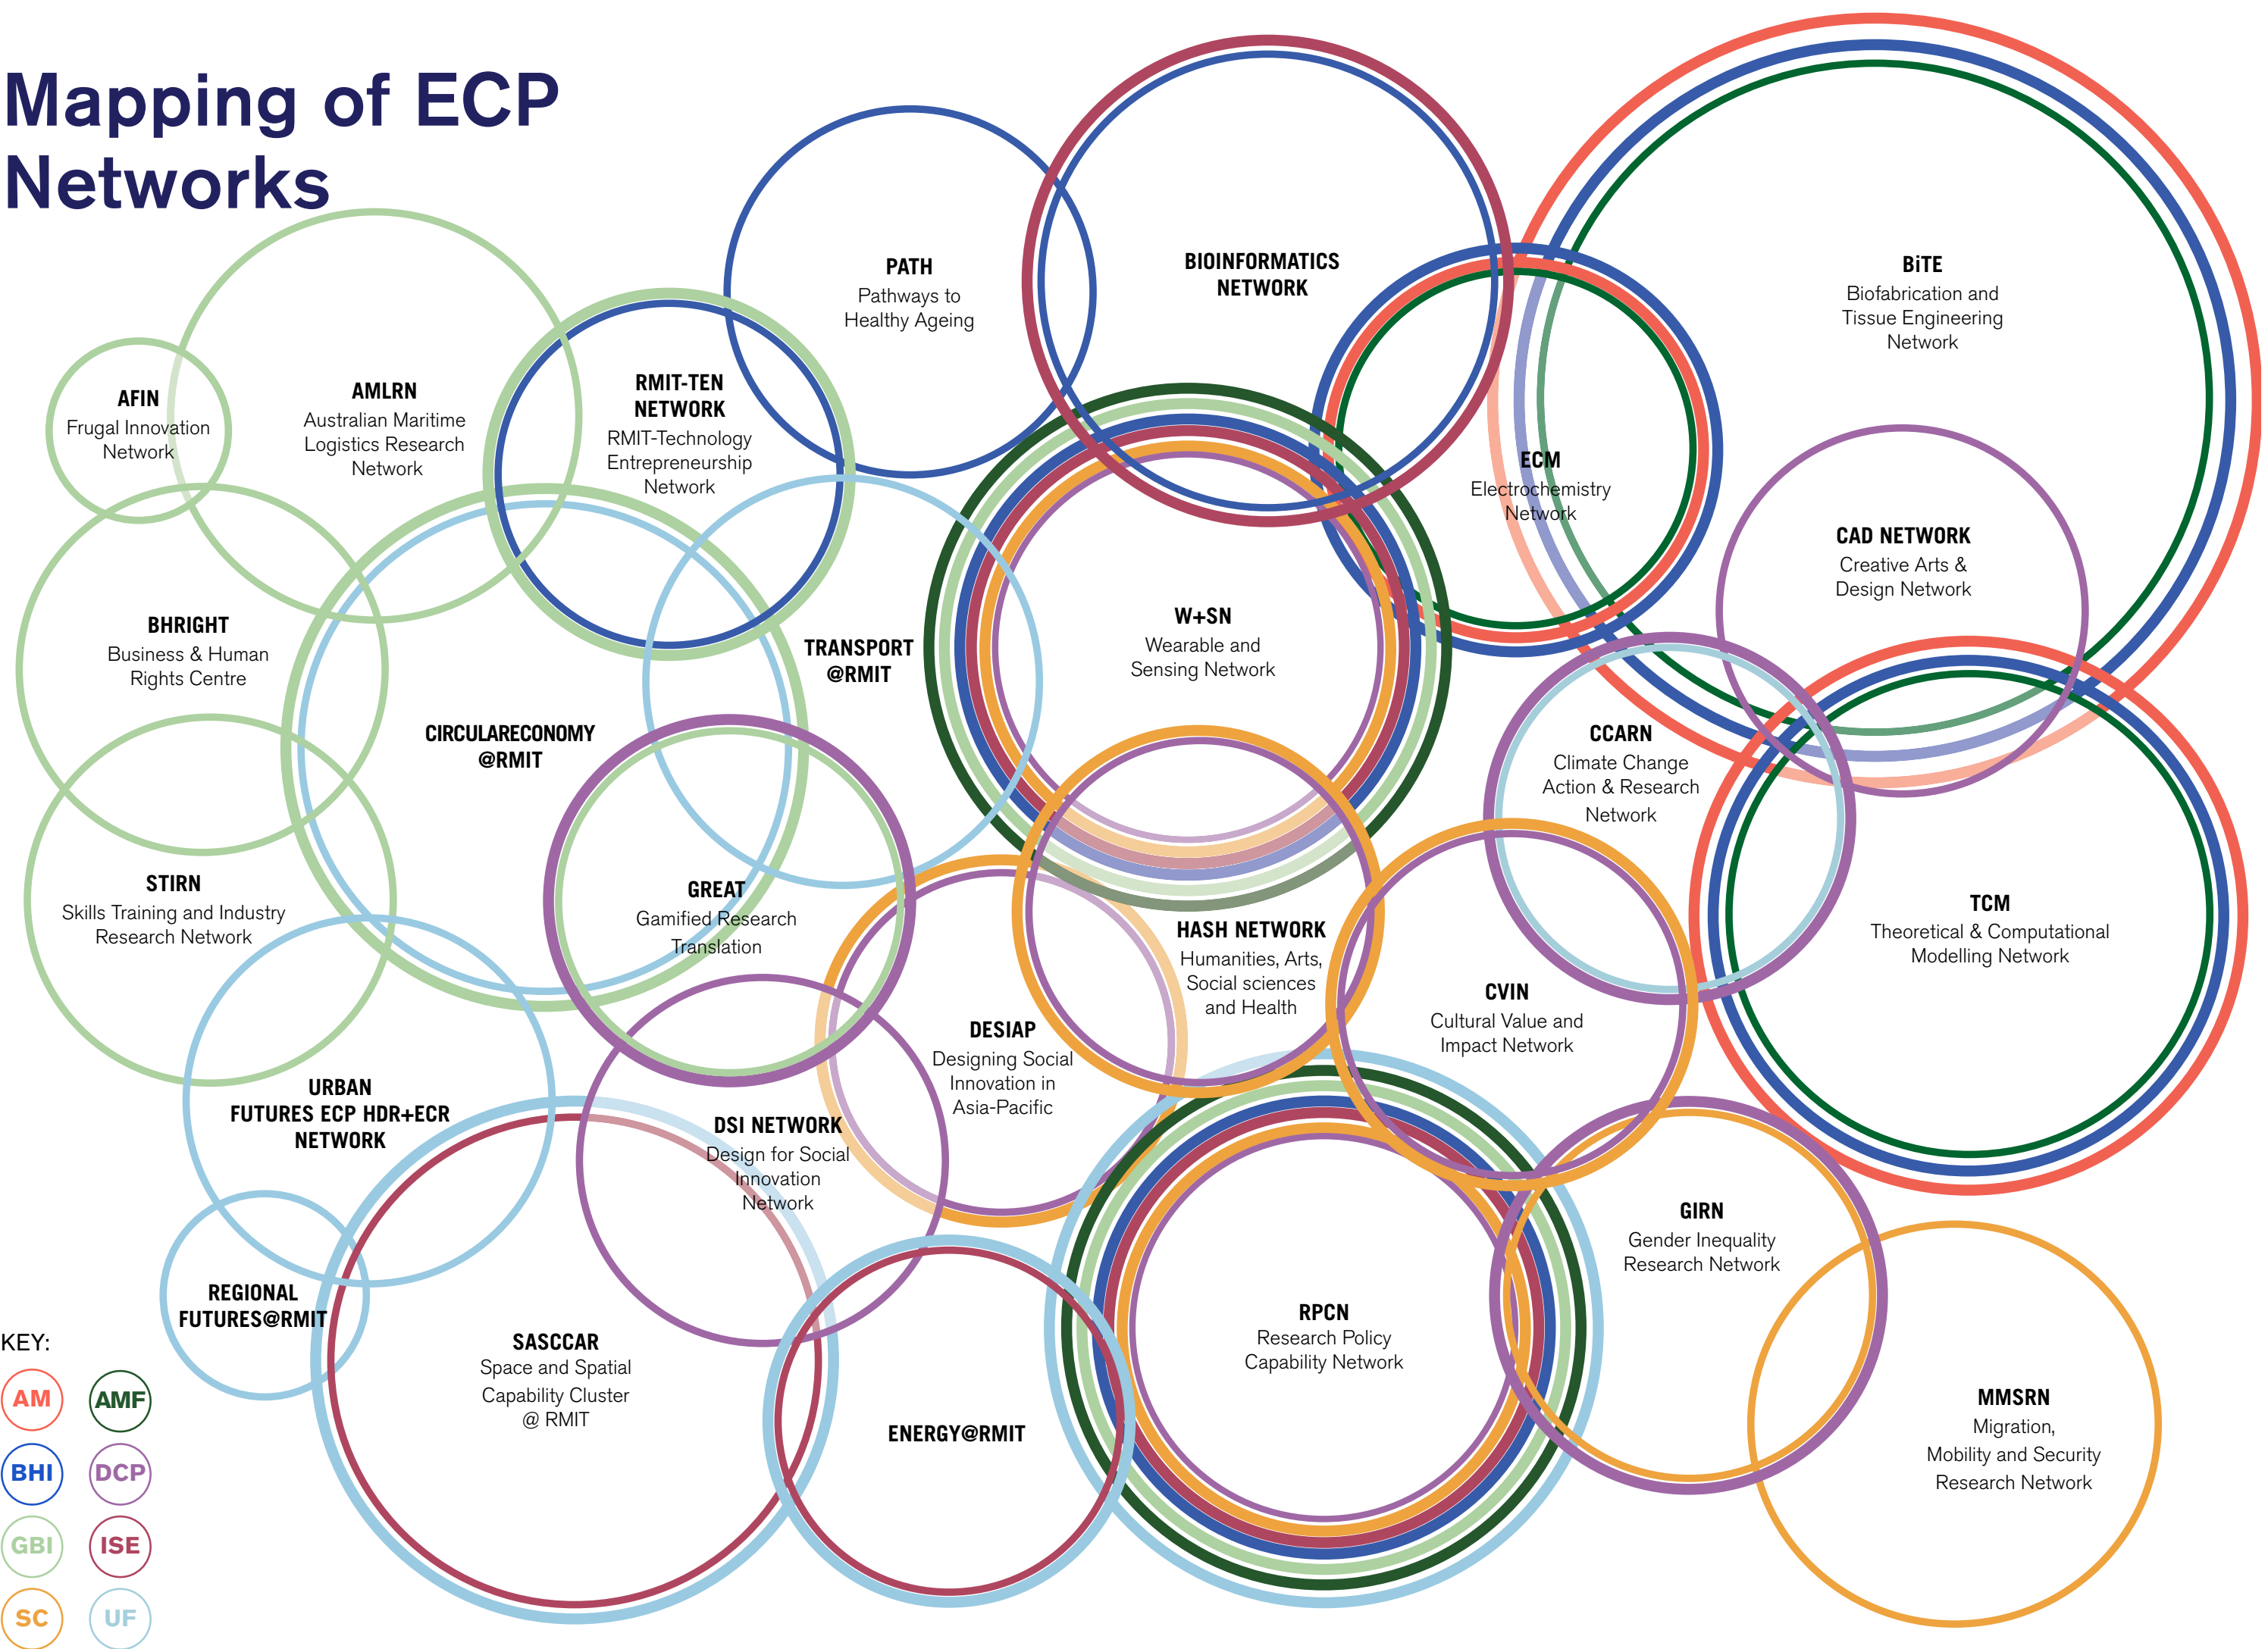 Mapping of ECP
Networks
PATH
Pathways to
Healthy Ageing
BIOINFORMATICS
NETWORK
BiTE
Biofabrication and
Tissue Engineering
Network
AFIN
Frugal Innovation
Network
AMLRN
Australian Maritime
Logistics Research
Network
RMIT-TEN
NETWORK
RMIT-Technology
Entrepreneurship
Network
ECM
Electrochemistry
Network
CAD NETWORK
Creative Arts &
Design Network
BHRIGHT
Business & Human
Rights Centre
CIRCULARECONOMY
@RMIT
TRANSPORT
@RMIT
W+SN
Wearable and
Sensing Network
CCARN
Climate Change
Action & Research
Network
STIRN
Skills Training and Industry
Research Network
GREAT
Gamified Research
Translation
HASH NETWORK
Humanities, Arts,
Social sciences
and Health
TCM
Theoretical & Computational
Modelling Network
CVIN
Cultural Value and
Impact Network
DESIAP
Designing Social
Innovation in
Asia-Pacific
URBAN
FUTURES ECP HDR+ECR
NETWORK
DSI NETWORK
Design for Social
Innovation
Network
GIRN
Gender Inequality
Research Network
REGIONAL
FUTURES@RMIT
SASCCAR
Space and Spatial
Capability Cluster
@ RMIT
ENERGY@RMIT
RPCN
Research Policy
Capability Network
MMSRN
Migration,
Mobility and Security
Research Network
KEY:
AM
AMF
BHI
DCP
GBI
ISE
SC
UF